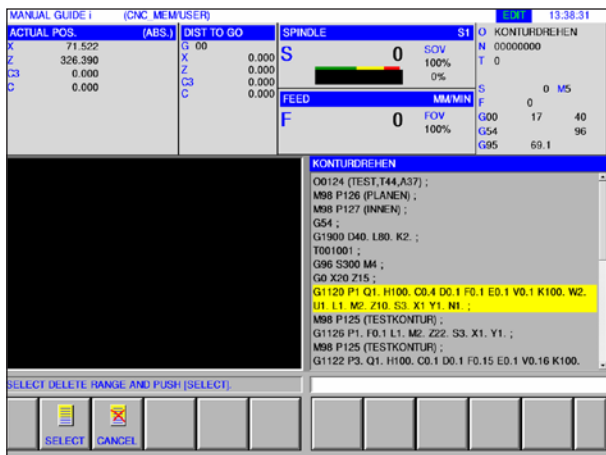 MANUAL GUIDE i (CNC_MEM/USER) EDIT 13.38.31
ACTUAL POS. (ABS.) DIST TO GO SPINDLE S1 O KONTURDREHEN
X 71.522 G 00 N 00000000
Z 326.390 X 0.000 S 0 SOV T 0
C3 0.000 Z 0.000 100%
C 0.000 C3 0.000 0%
C 0.000 S 0 M5
FEED MM/MIN F 0
F 0 FOV G00 17 40
100% G54 96
G95 69.1
KONTURDREHEN
O0124 (TEST,T44,A37) ;
M98 P126 (PLANEN) ;
M98 P127 (INNEN) ;
G54 ;
G1900 D40. L80. K2. ;
T001001 ;
G96 S300 M4 ;
G0 X20 Z15 ;
G1120 P1 Q1. H100. C0.4 D0.1 F0.1 E0.1 V0.1 K100. W2.
U1. L1. M2. Z10. S3. X1 Y1. N1. ;
M98 P125 (TESTKONTUR) ;
G1126 P1. F0.1 L1. M2. Z22. S3. X1. Y1. ;
M98 P125 (TESTKONTUR) ;
G1122 P3. Q1. H100. C0.1 D0.1 F0.15 E0.1 V0.16 K100.
SELECT DELETE RANGE AND PUSH [SELECT].
SELECT CANCEL